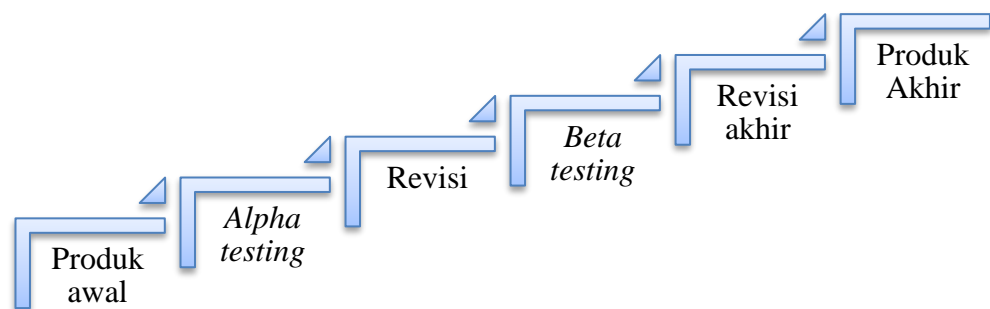 Produk
awal
Alpha
testing
Revisi
Beta
testing
Revisi
akhir
Produk
Akhir